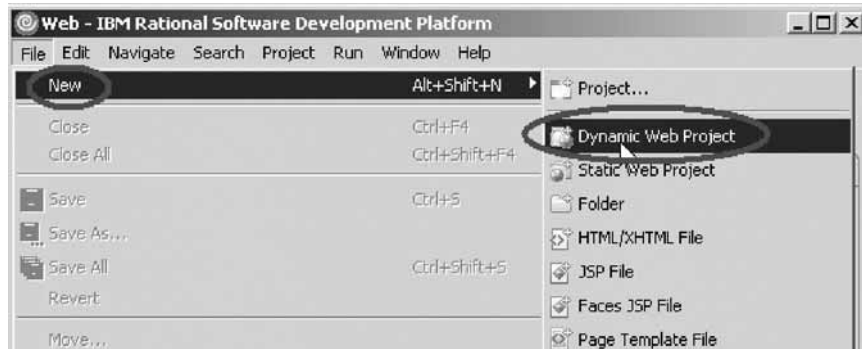 Web - IBM Rational Software Development Platform
File Edit Navigate Search Project Run Window Help
New Alt+Shift+N
Close Ctrl+F4
Close All Ctrl+Shift+F4
Save Ctrl+S
Save As...
Save All Ctrl+Shift+S
Revert
Move...
Project...
Dynamic Web Project
Static Web Project
Folder
HTML/XHTML File
JSP File
Faces JSP File
Page Template File